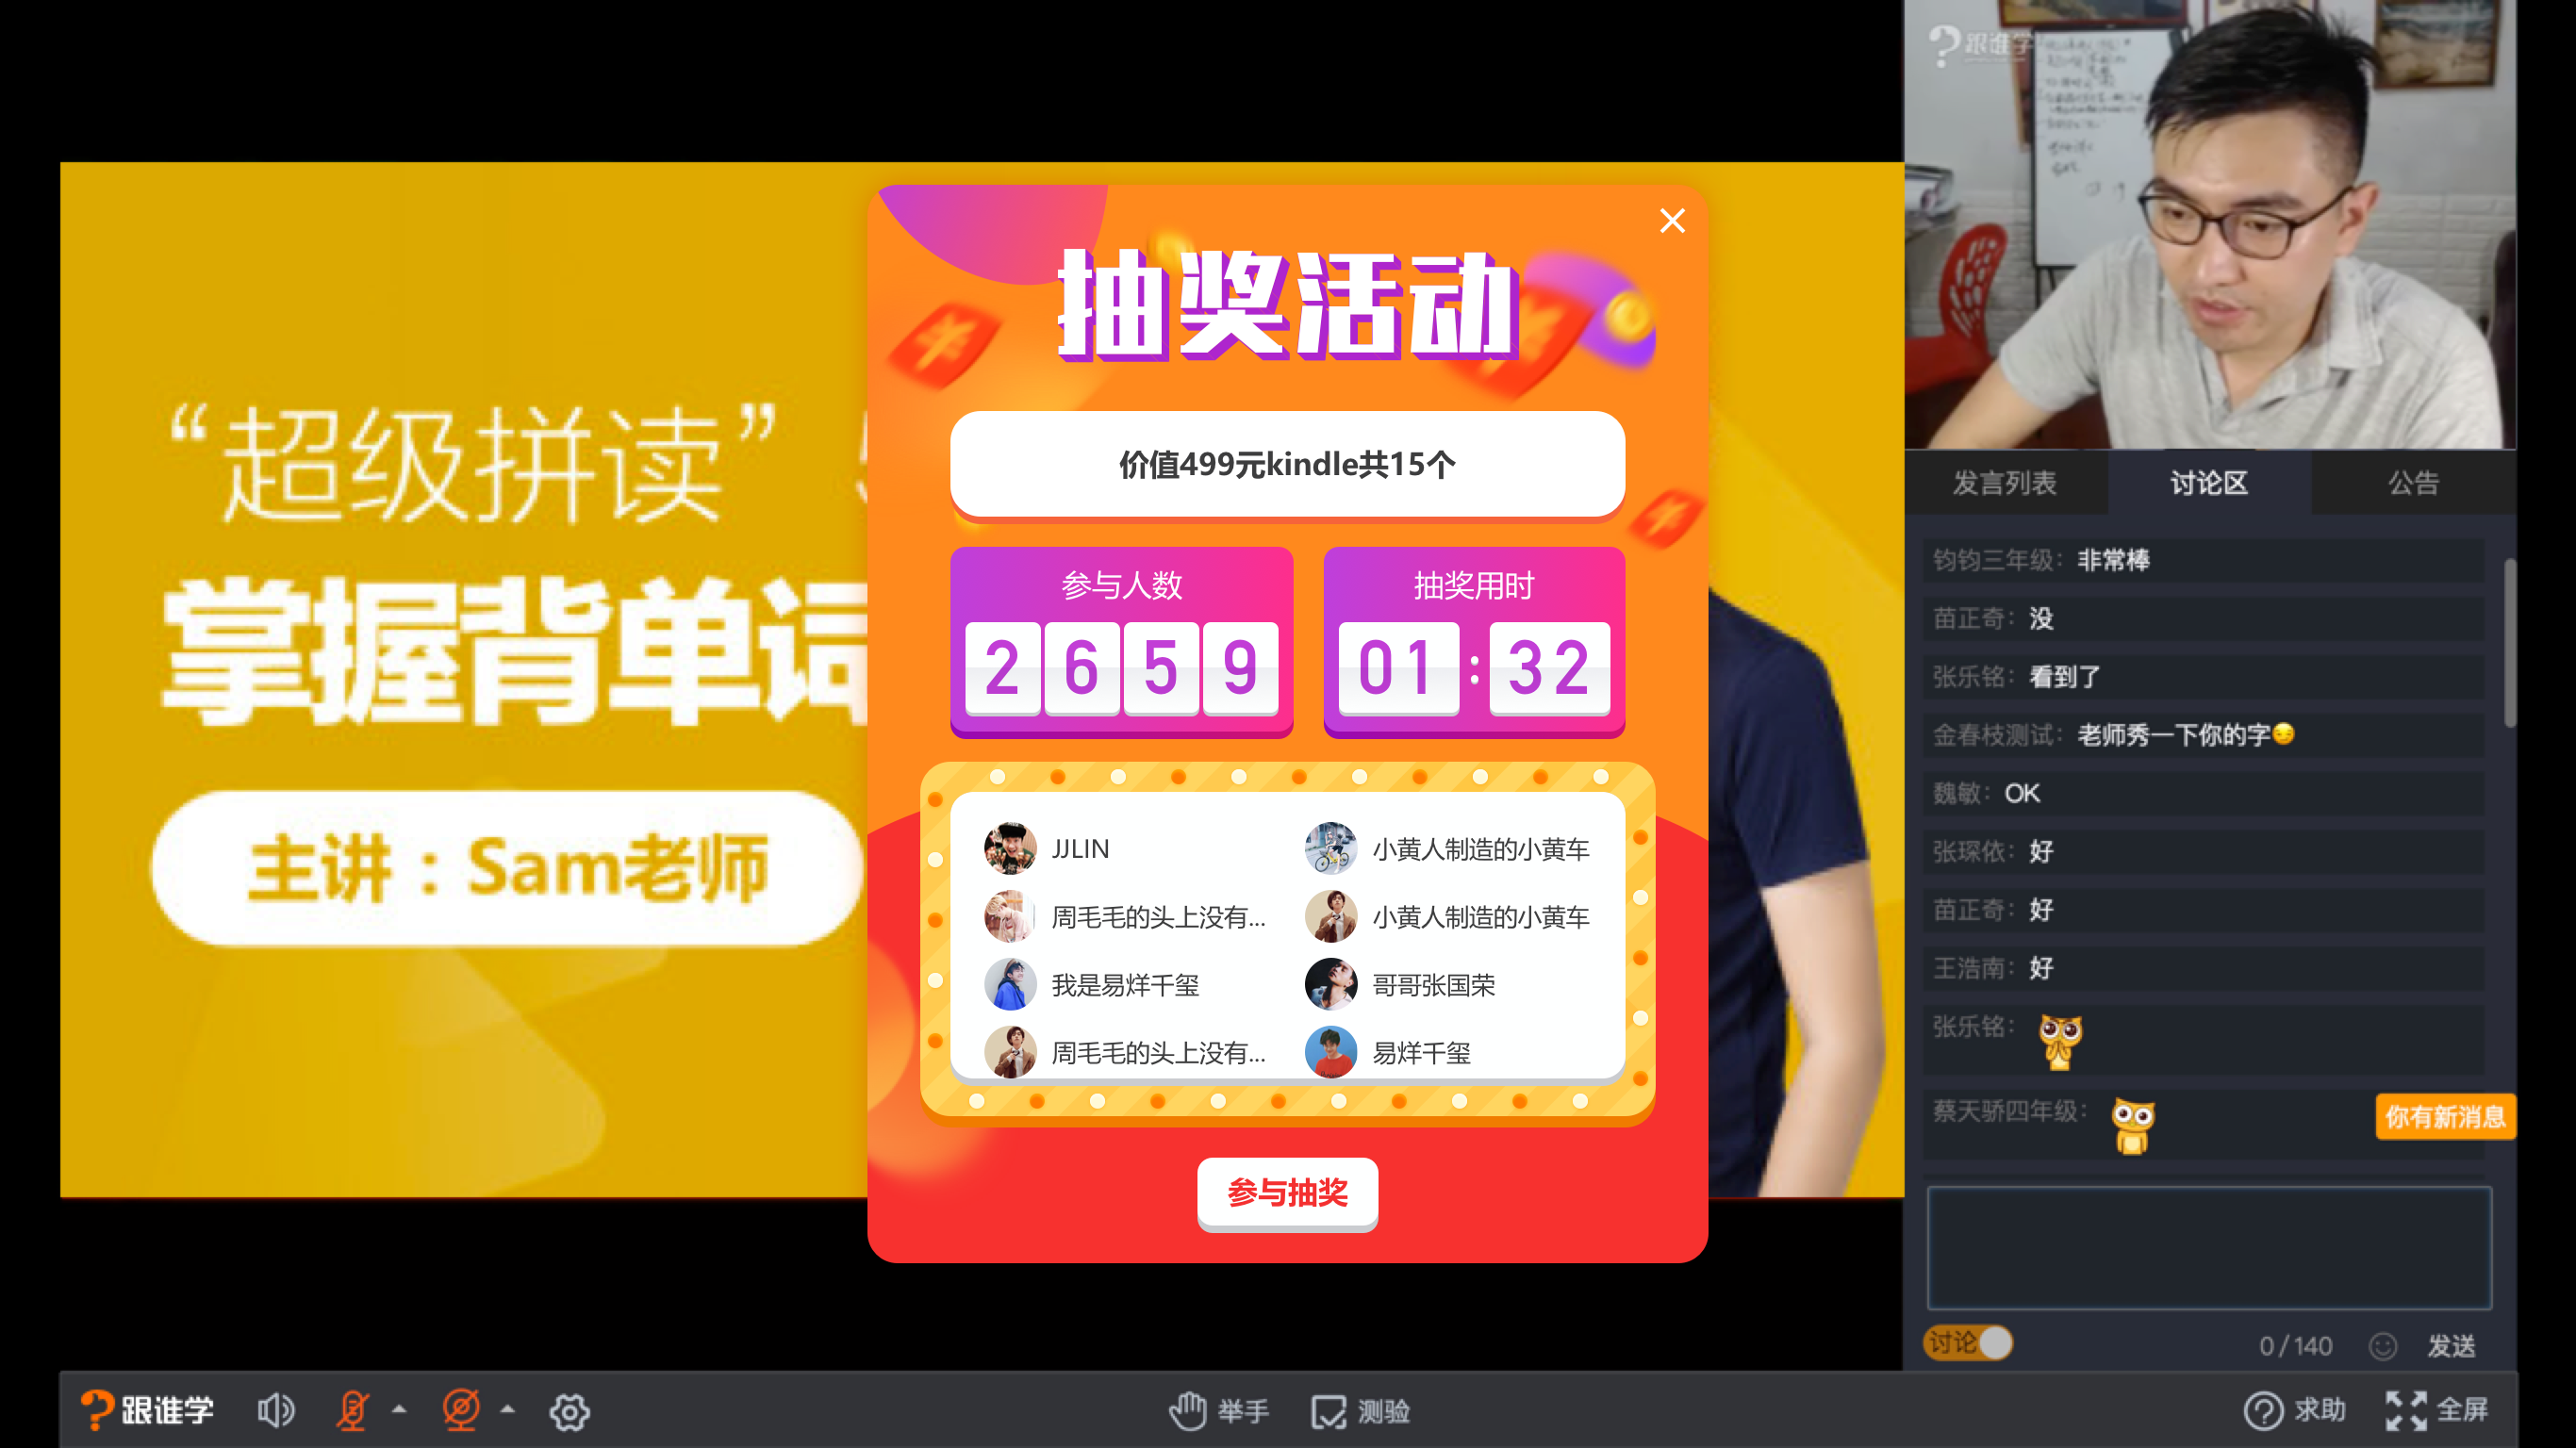 “超级拼读”
掌握背单词
主讲：Sam老师
抽奖活动
价值499元kindle共15个
参与人数
2659
抽奖用时
01:32
JJLIN
小黄人制造的小黄车
周毛毛的头上没有...
小黄人制造的小黄车
我是易烊千玺
哥哥张国荣
周毛毛的头上没有...
易烊千玺
参与抽奖
跟谁学
发言列表
讨论区
公告
钧钧三年级：非常棒
苗正奇：没
张乐铭：看到了
金春枝测试：老师秀一下你的字😏
魏敏：OK
张琛依：好
苗正奇：好
王浩南：好
张乐铭：
蔡天骄四年级：
你有新消息
讨论
0/140
发送
跟谁学
举手
测验
求助
全屏